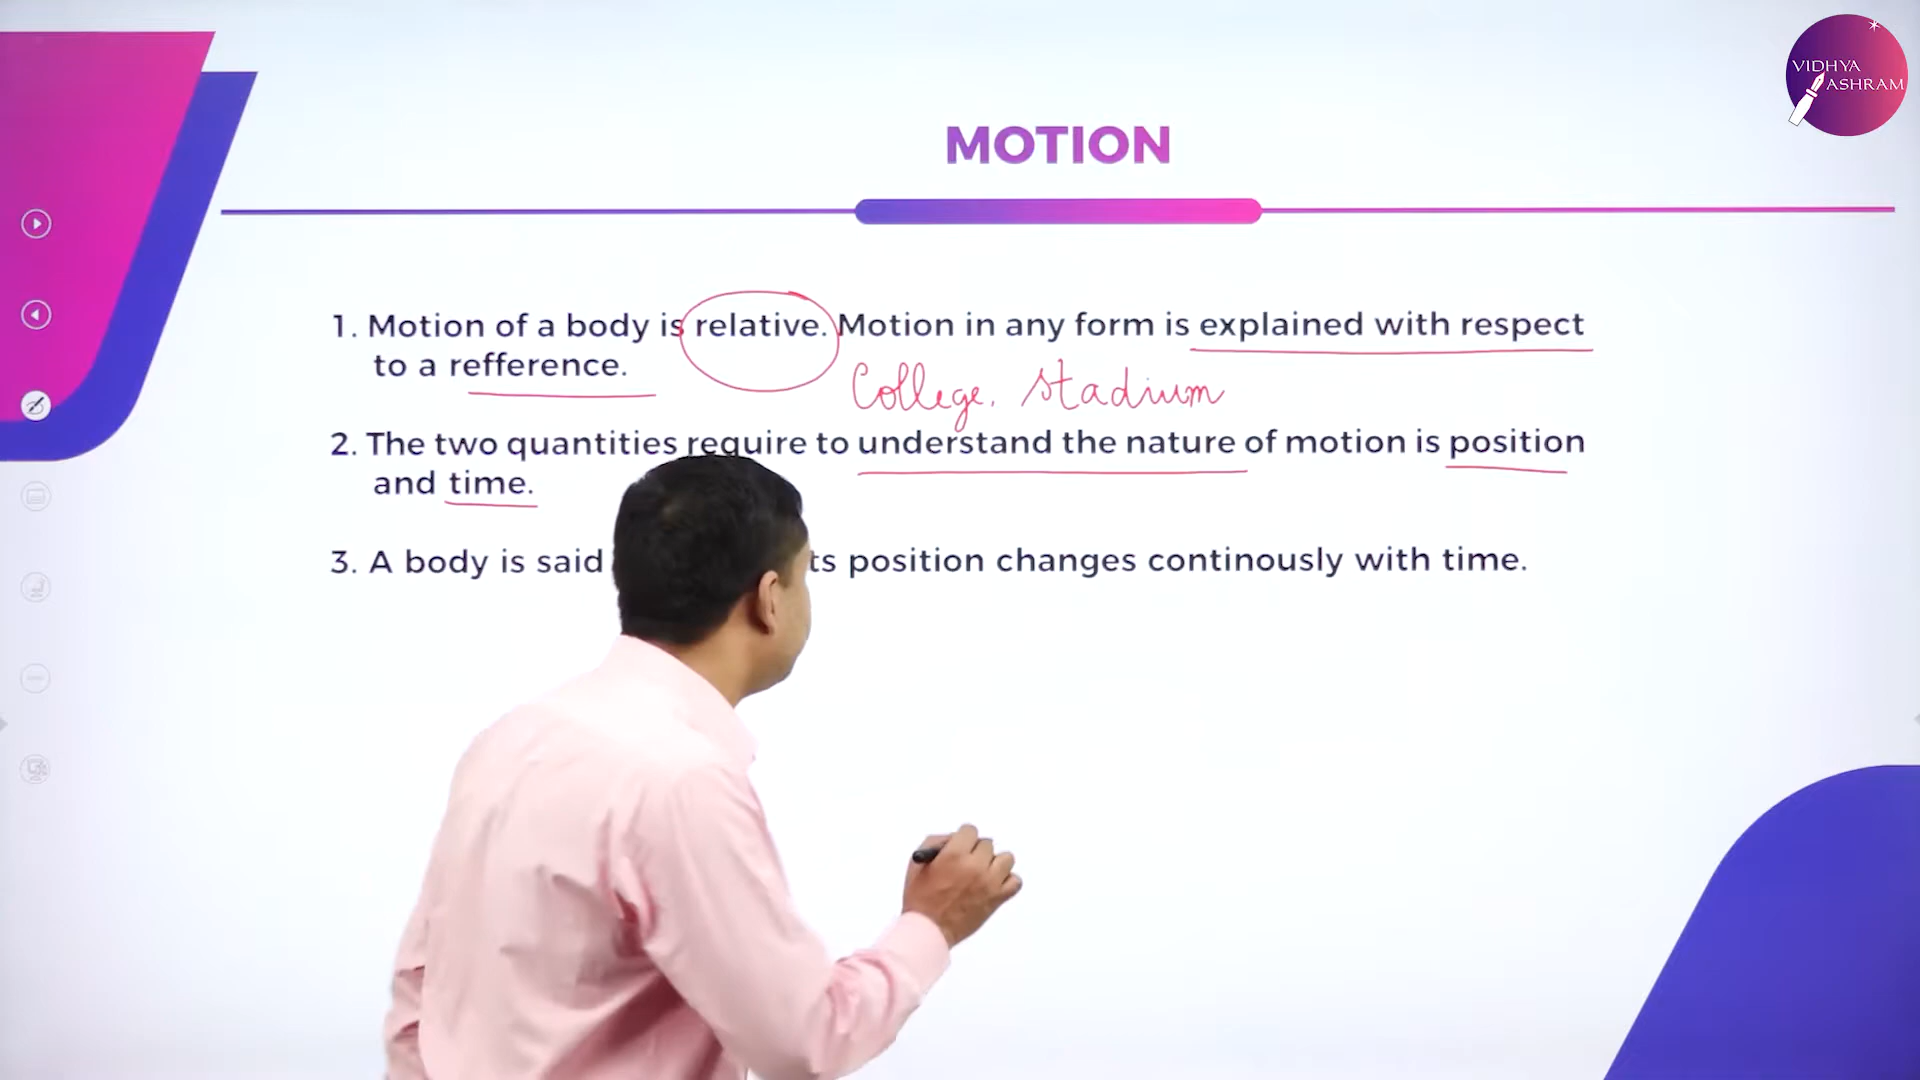 VIDHYA
ASHRAM
MOTION
1. Motion of a body is relative. Motion in any form is explained with respect
to a refference.
College. Stadium
2. The two quantities require to understand the nature of motion is position
and time.
3. A body is said ts position changes continously with time.